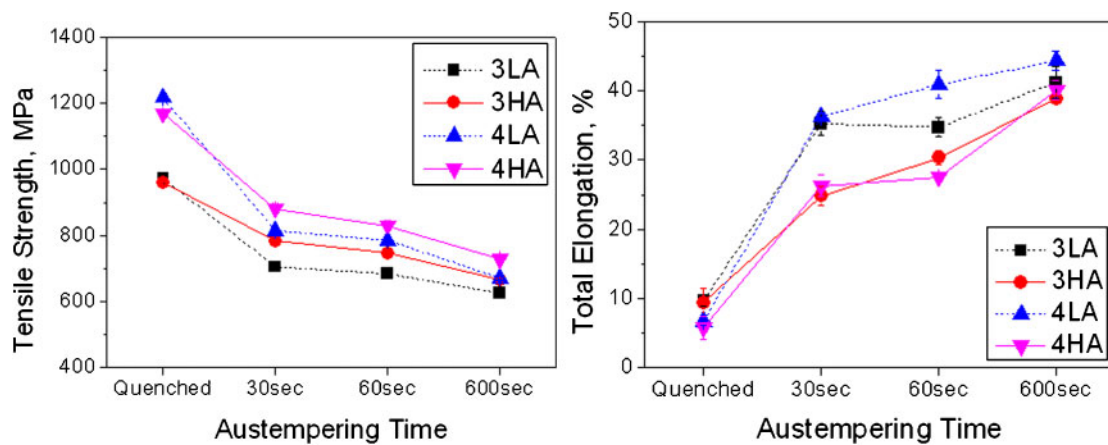 1400
1200
1000
800
600
400
Tensile Strength, MPa
3LA
3HA
4LA
4HA
Quenched 30sec 60sec 600sec
Austempering Time
50
40
30
20
10
0
Total Elongation, %
3LA
3HA
4LA
4HA
Quenched 30sec 60sec 600sec
Austempering Time